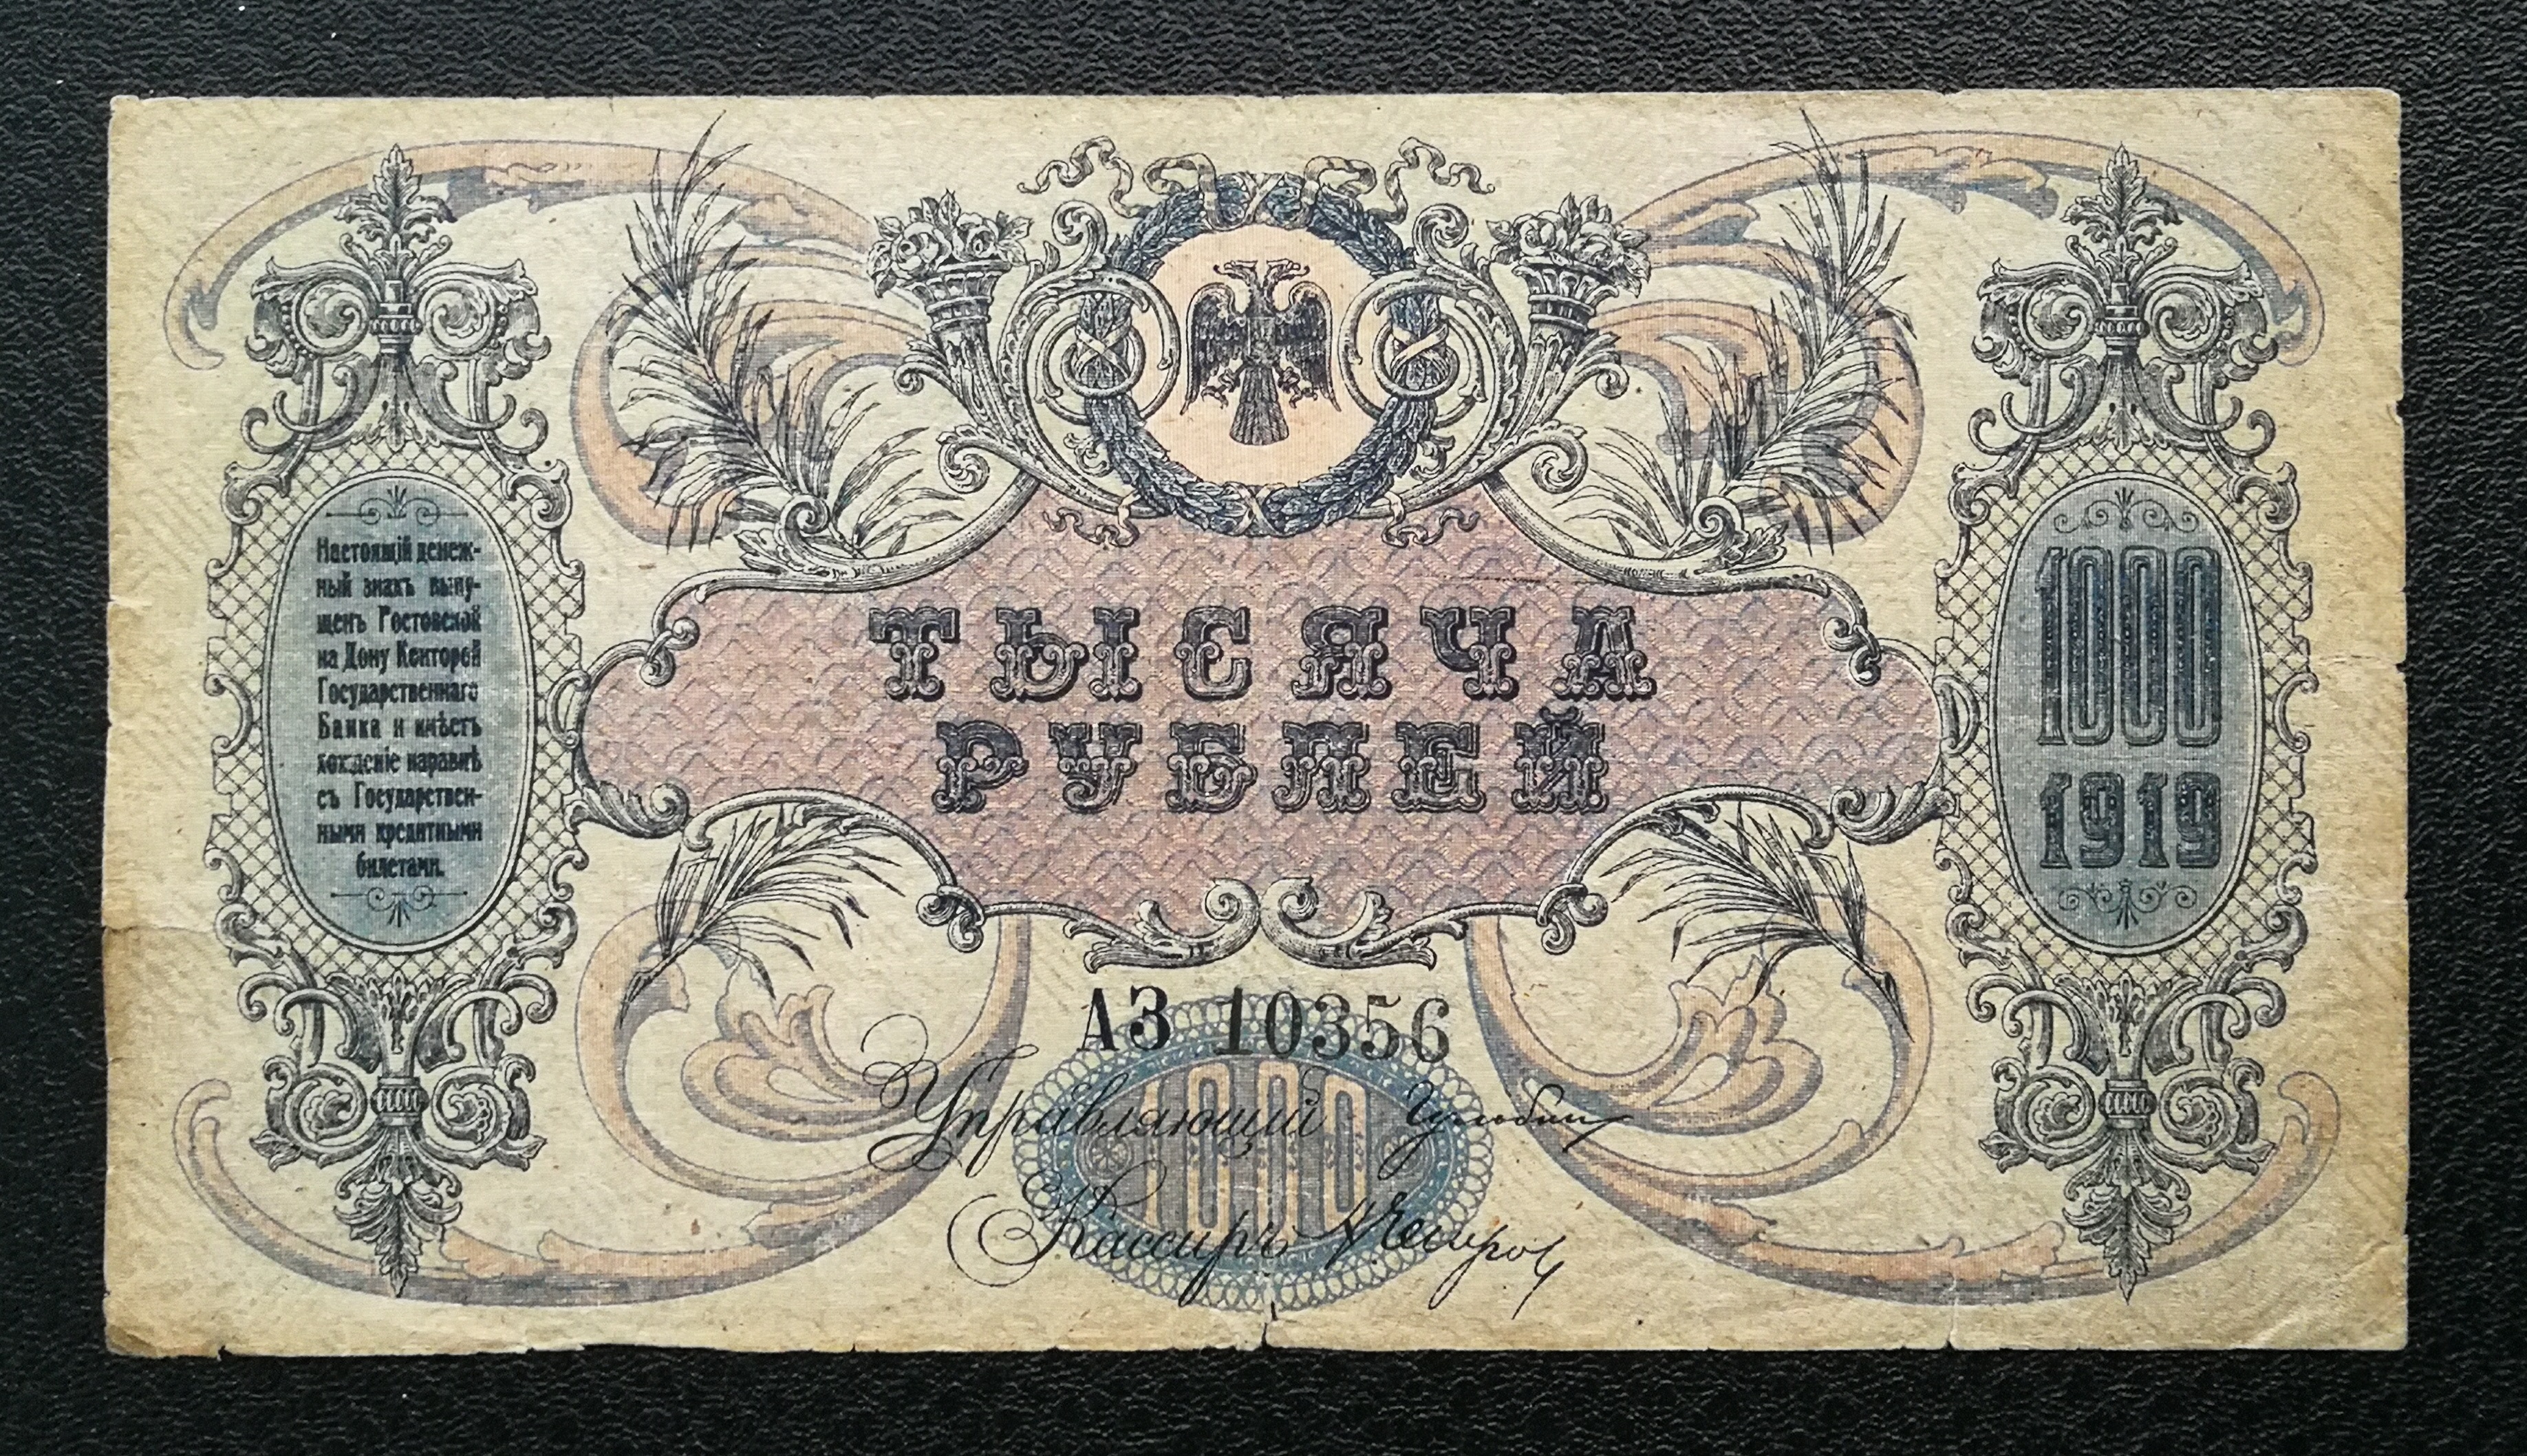 Настоящій денеж-
ный знакъ выпу-
щенъ Ростовской
на Дону Конторой
Государственнаго
Банка и имѣетъ
хожденіе наравнѣ
съ Государствен-
ными кредитными
билетами.
ТЫСЯЧА
РУБЛЕЙ
1000
1919
АЗ 10356
1000
Управляющій
Кассиръ